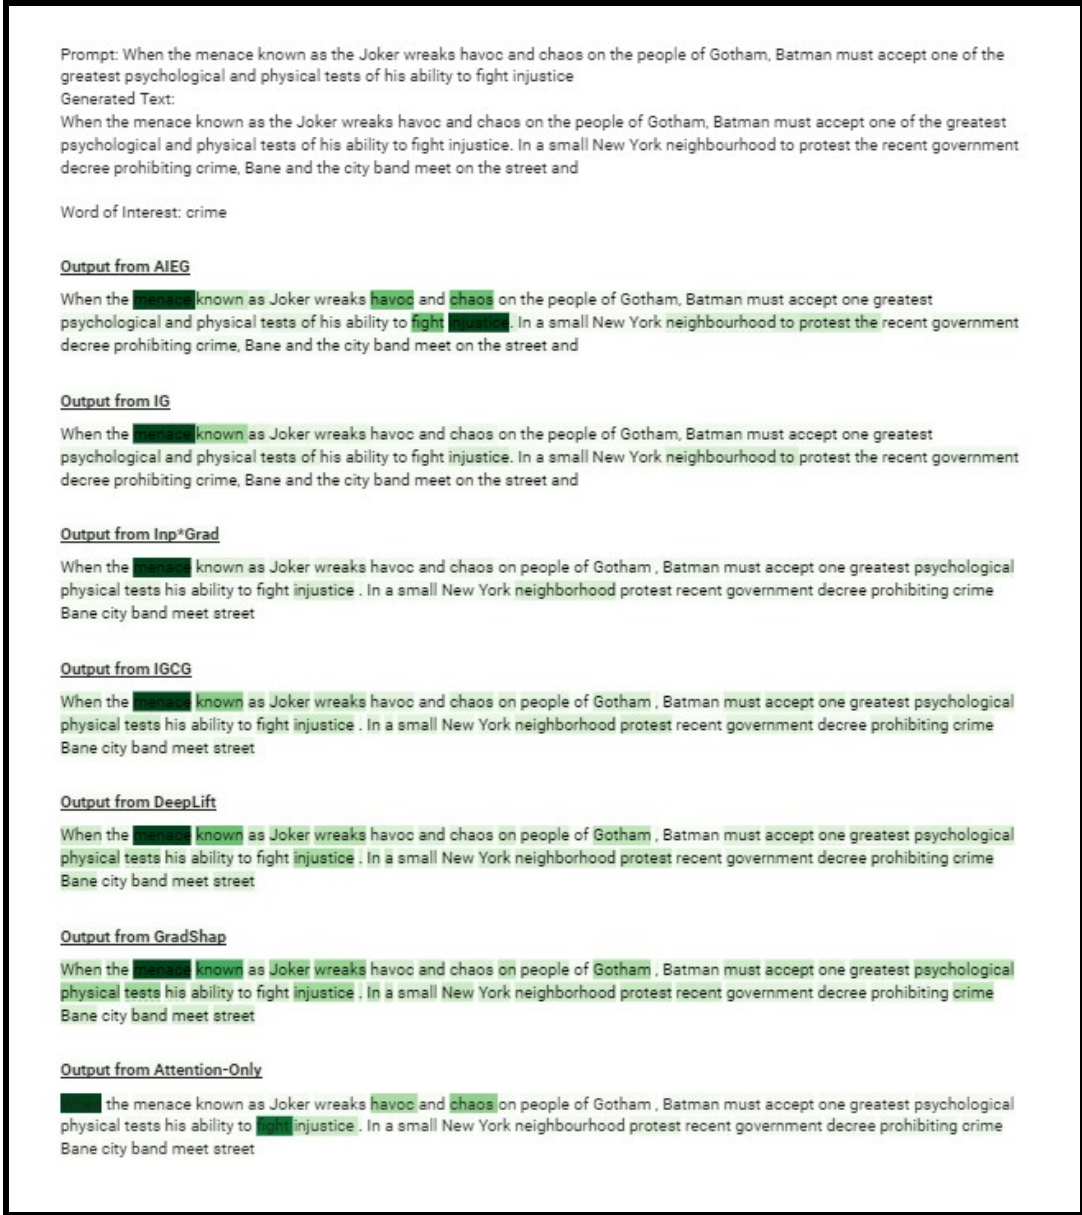 Prompt: When the menace known as the Joker wreaks havoc and chaos on the people of Gotham, Batman must accept one of the
greatest psychological and physical tests of his ability to fight injustice
Generated Text:
When the menace known as the Joker wreaks havoc and chaos on the people of Gotham, Batman must accept one of the greatest
psychological and physical tests of his ability to fight injustice. In a small New York neighbourhood to protest the recent government
decree prohibiting crime, Bane and the city band meet on the street and
Word of Interest: crime
Output from AIEG
When the menace known as Joker wreaks havoc and chaos on the people of Gotham, Batman must accept one greatest
psychological and physical tests of his ability to fight injustice. In a small New York neighbourhood to protest the recent government
decree prohibiting crime, Bane and the city band meet on the street and
Output from IG
When the menace known as Joker wreaks havoc and chaos on the people of Gotham, Batman must accept one greatest
psychological and physical tests of his ability to fight injustice. In a small New York neighbourhood to protest the recent government
decree prohibiting crime, Bane and the city band meet on the street and
Output from Inp*Grad
When the menace known as Joker wreaks havoc and chaos on people of Gotham , Batman must accept one greatest psychological
physical tests his ability to fight injustice . In a small New York neighborhood protest recent government decree prohibiting crime
Bane city band meet street
Output from IGCG
When the menace known as Joker wreaks havoc and chaos on people of Gotham , Batman must accept one greatest psychological
physical tests his ability to fight injustice . In a small New York neighborhood protest recent government decree prohibiting crime
Bane city band meet street
Output from DeepLift
When the menace known as Joker wreaks havoc and chaos on people of Gotham , Batman must accept one greatest psychological
physical tests his ability to fight injustice . In a small New York neighborhood protest recent government decree prohibiting crime
Bane city band meet street
Output from GradShap
When the menace known as Joker wreaks havoc and chaos on people of Gotham , Batman must accept one greatest psychological
physical tests his ability to fight injustice . In a small New York neighborhood protest recent government decree prohibiting crime
Bane city band meet street
Output from Attention-Only
the menace known as Joker wreaks havoc and chaos on people of Gotham , Batman must accept one greatest psychological
physical tests his ability to fight injustice . In a small New York neighbourhood protest recent government decree prohibiting crime
Bane city band meet street